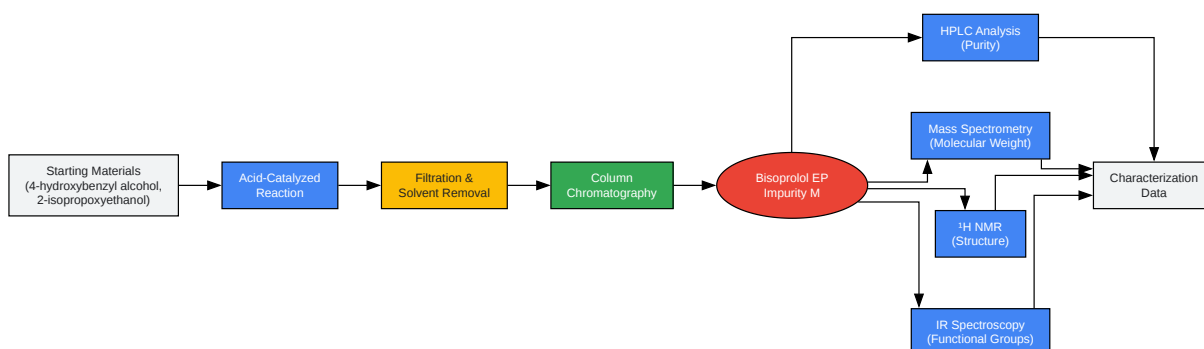 Starting Materials
(4-hydroxybenzyl alcohol,
2-isopropoxyethanol)
Acid-Catalyzed
Reaction
Filtration &
Solvent Removal
Column
Chromatography
Bisoprolol EP
Impurity M
HPLC Analysis
(Purity)
Mass Spectrometry
(Molecular Weight)
¹H NMR
(Structure)
IR Spectroscopy
(Functional Groups)
Characterization
Data